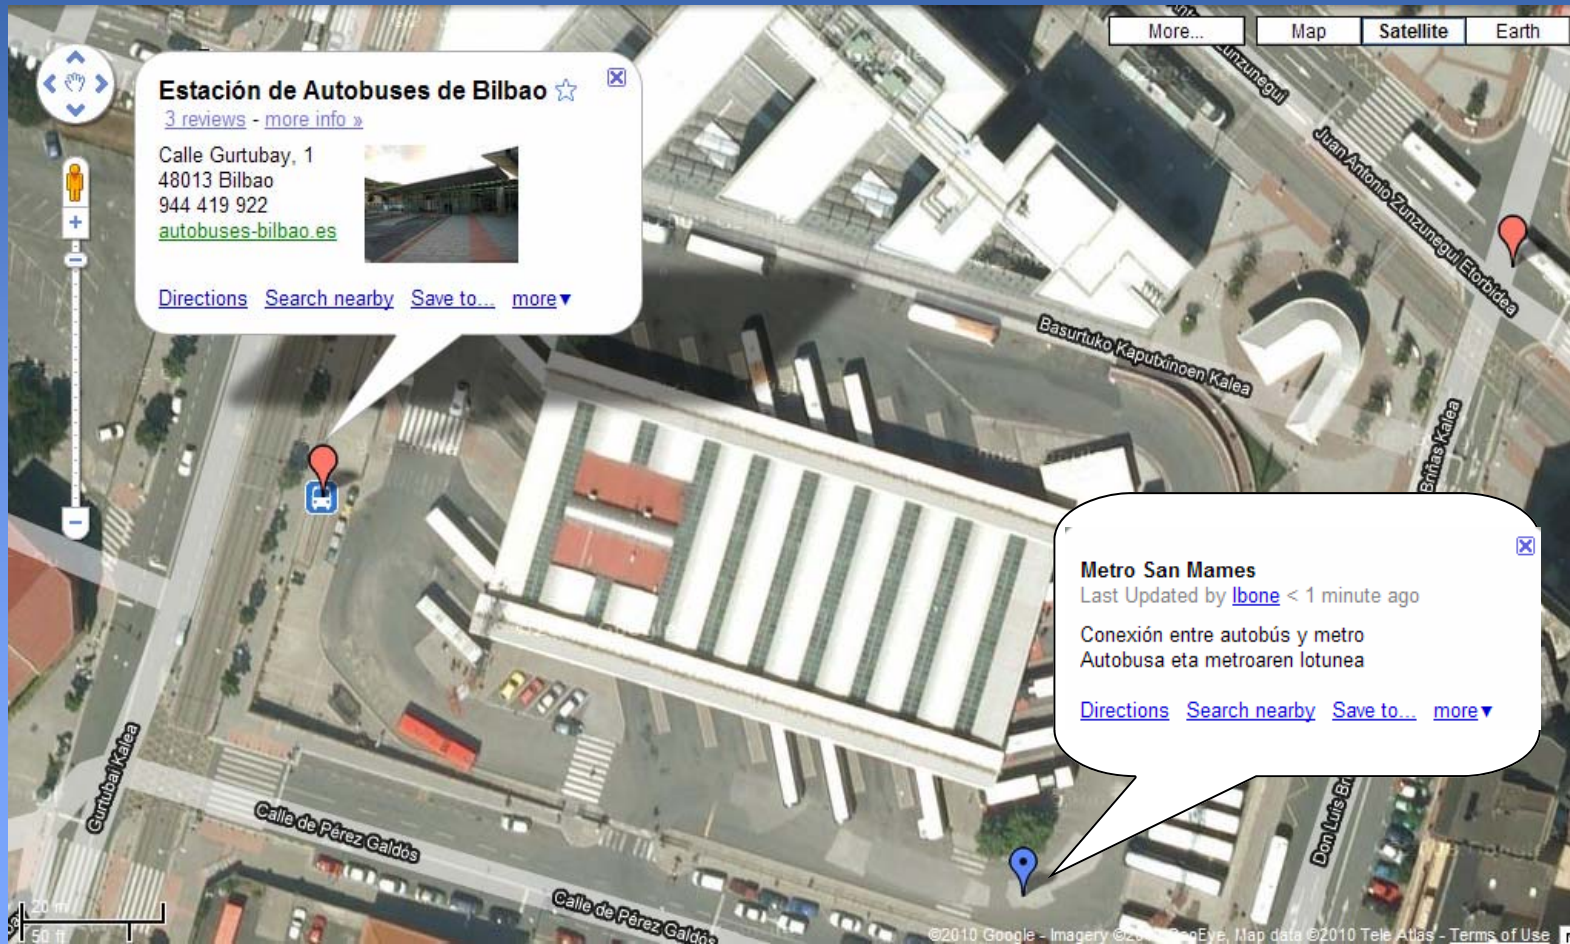 More...
Map
Satellite
Earth
Estación de Autobuses de Bilbao
3 reviews - more info »
Calle Gurtubay, 1
48013 Bilbao
944 419 922
autobuses-bilbao.es
Directions Search nearby Save to... more▼
Zunzunegui
Juan Antonio Zunzunegui Etorbidea
Basurtuko Kaputxinoen Kalea
Briñas Kalea
Metro San Mames
Last Updated by Ibone < 1 minute ago
Conexión entre autobús y metro
Autobusa eta metroaren lotunea
Directions Search nearby Save to... more▼
Gurtubai Kalea
Calle de Pérez Galdós
Calle de Pérez Galdós
Don Luis
20 m
50 ft
©2010 Google - Imagery GeoEye, Map data ©2010 Tele Atlas - Terms of Use